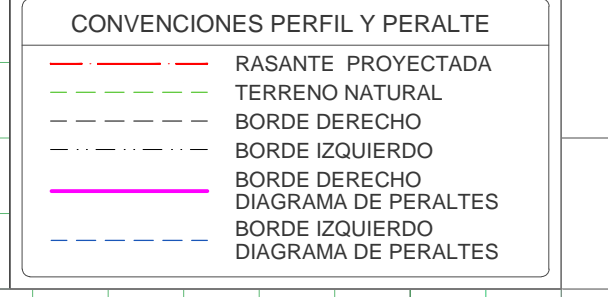 CONVENCIONES PERFIL Y PERALTE
RASANTE PROYECTADA
TERRENO NATURAL
BORDE DERECHO
BORDE IZQUIERDO
BORDE DERECHO
DIAGRAMA DE PERALTES
BORDE IZQUIERDO
DIAGRAMA DE PERALTES